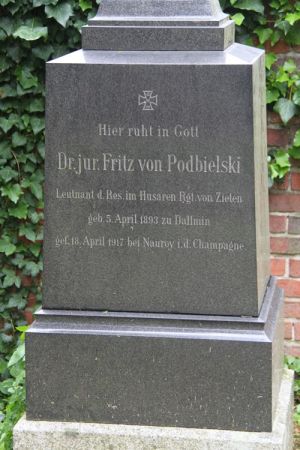 Hier ruht in Gott
Dr. jur. Fritz von Podbielski
Leutnant d. Res. im Husaren Rgt. von Zieten
geb. 5. April 1893 zu Dallmin
gef. 18. April 1917 bei Nauroy i. d. Champagne